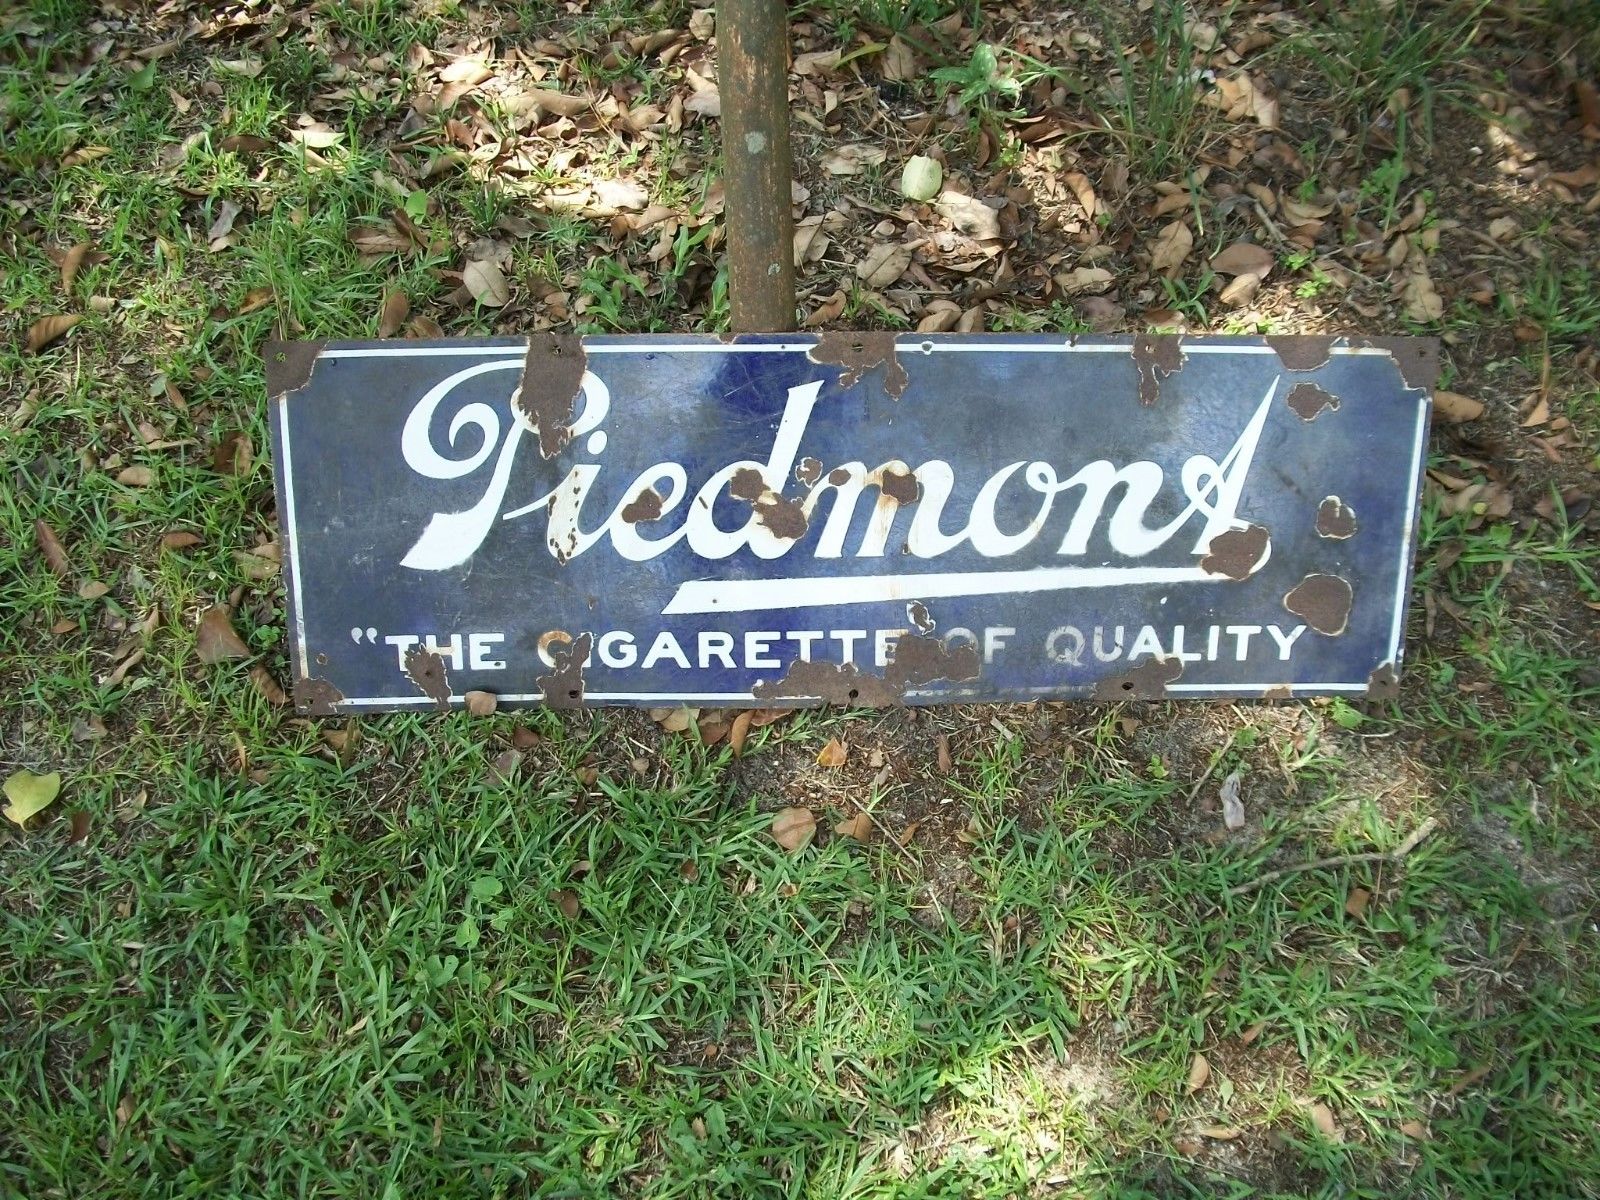 Piedmont
"THE CIGARETTE OF QUALITY